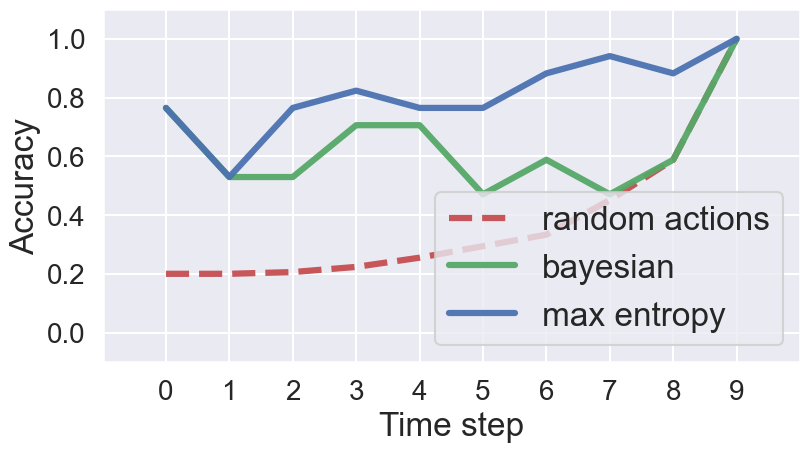 Accuracy
1.0
0.8
0.6
0.4
0.2
0.0
random actions
bayesian
max entropy
0 1 2 3 4 5 6 7 8 9
Time step